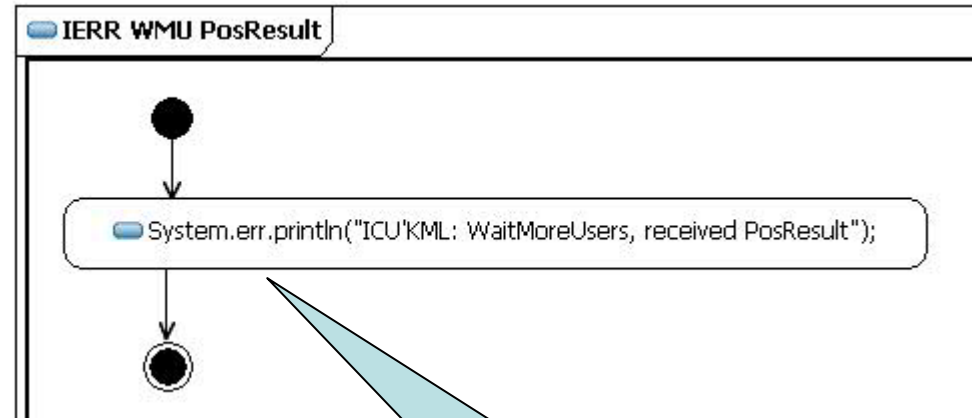 IERR WMU PosResult
System.err.println("ICU'KML: WaitMoreUsers, received PosResult");